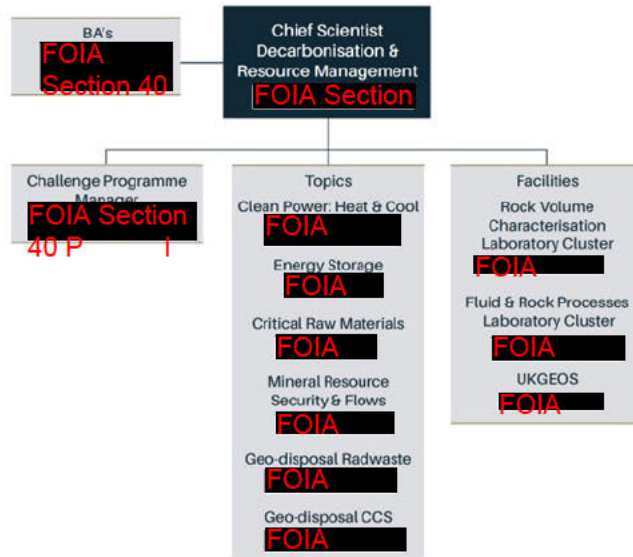 BA's
FOIA
Section 40
Chief Scientist
Decarbonisation &
Resource Management
FOIA Section
Challenge Programme
Manager
FOIA Section
40 P l
Topics
Clean Power: Heat & Cool
FOIA
Energy Storage
FOIA
Critical Raw Materials
FOIA
Mineral Resource
Security & Flows
FOIA
Geo-disposal Radwaste
FOIA
Geo-disposal CCS
FOIA
Facilities
Rock Volume
Characterisation
Laboratory Cluster
FOIA
Fluid & Rock Processes
Laboratory Cluster
FOIA
UKGEOS
FOIA